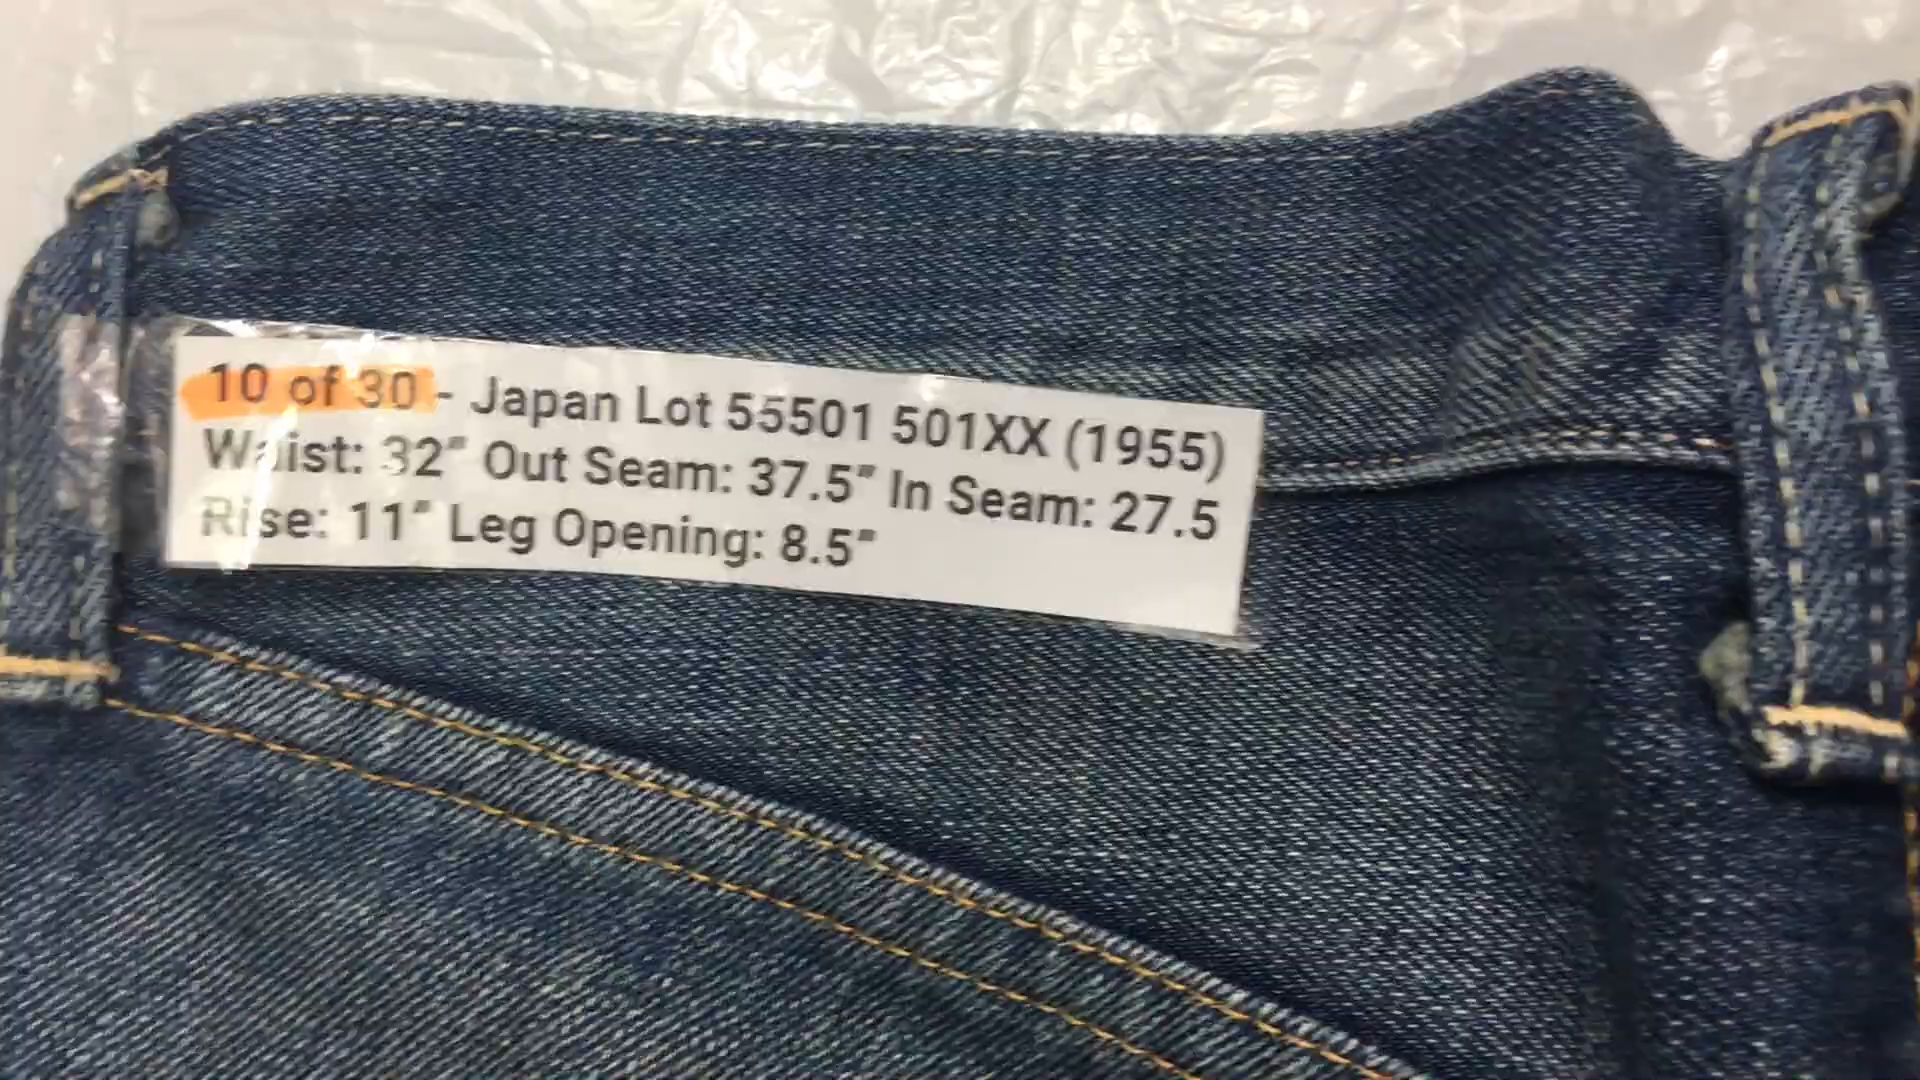 10 of 30 - Japan Lot 55501 501XX (1955)
Waist: 32" Out Seam: 37.5" In Seam: 27.5
Rise: 11" Leg Opening: 8.5"